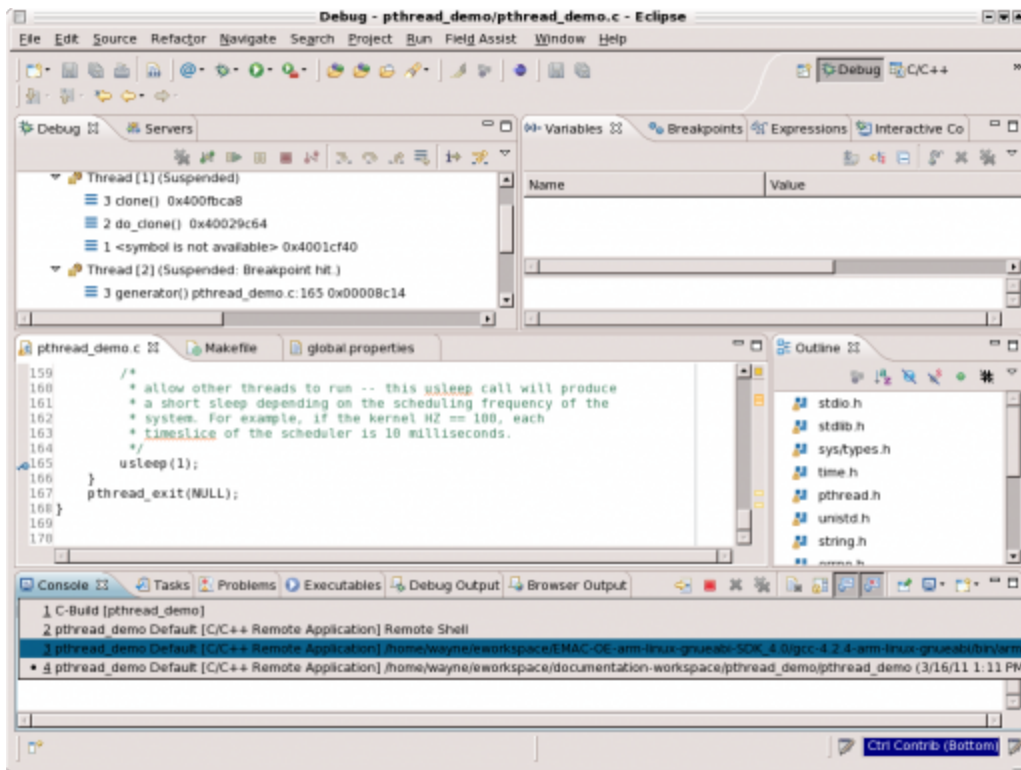 Debug - pthread_demo/pthread_demo.c - Eclipse
File Edit Source Refactor Navigate Search Project Run Field Assist Window Help
Debug C/C++ »
Debug Servers
Variables Breakpoints Expressions Interactive Co
Name Value
Thread [1] (Suspended)
3 clone() 0x400fbca8
2 do_clone() 0x40029c64
1 <symbol is not available> 0x4001cf40
Thread [2] (Suspended: Breakpoint hit.)
3 generator() pthread_demo.c:165 0x00008c14
pthread_demo.c Makefile global.properties
159 /*
160 * allow other threads to run -- this usleep call will produce
161 * a short sleep depending on the scheduling frequency of the
162 * system. For example, if the kernel HZ == 100, each
163 * timeslice of the scheduler is 10 milliseconds.
164 */
165 usleep(1);
166 }
167 pthread_exit(NULL);
168 }
169
170
Outline
stdio.h
stdlib.h
sys/types.h
time.h
pthread.h
unistd.h
string.h
Console Tasks Problems Executables Debug Output Browser Output
1 C-Build [pthread_demo]
2 pthread_demo Default [C/C++ Remote Application] Remote Shell
3 pthread_demo Default [C/C++ Remote Application] /home/wayne/eworkspace/EMAC-OE-arm-linux-gnueabi-SDK_4.0/gcc-4.2.4-arm-linux-gnueabi/bin/arm
• 4 pthread_demo Default [C/C++ Remote Application] /home/wayne/eworkspace/documentation-workspace/pthread_demo/pthread_demo (3/16/11 1:11 PM
Ctrl Contrib (Bottom)